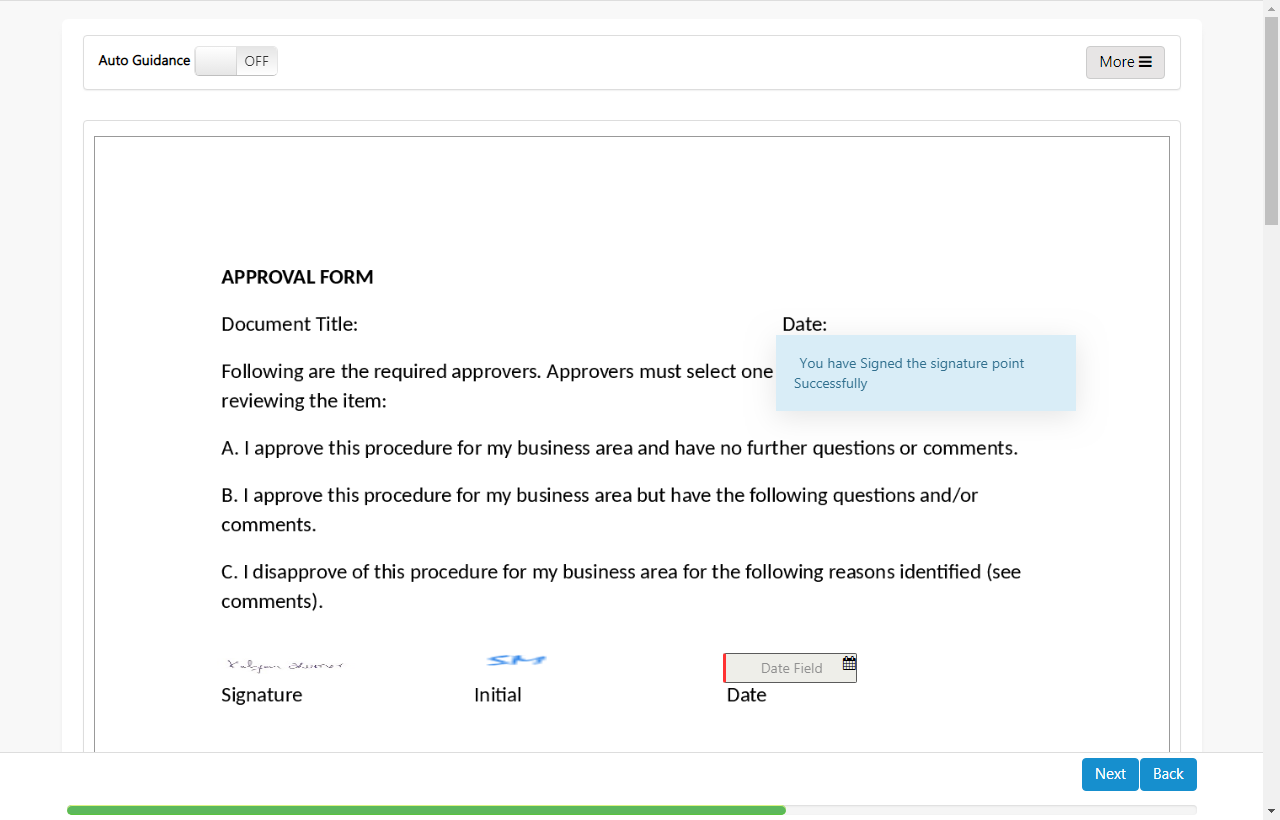 Auto Guidance OFF More
APPROVAL FORM
Document Title: Date:
Following are the required approvers. Approvers must select one
reviewing the item:
You have Signed the signature point
Successfully
A. I approve this procedure for my business area and have no further questions or comments.
B. I approve this procedure for my business area but have the following questions and/or
comments.
C. I disapprove of this procedure for my business area for the following reasons identified (see
comments).
SM Date Field
Signature Initial Date
Next Back